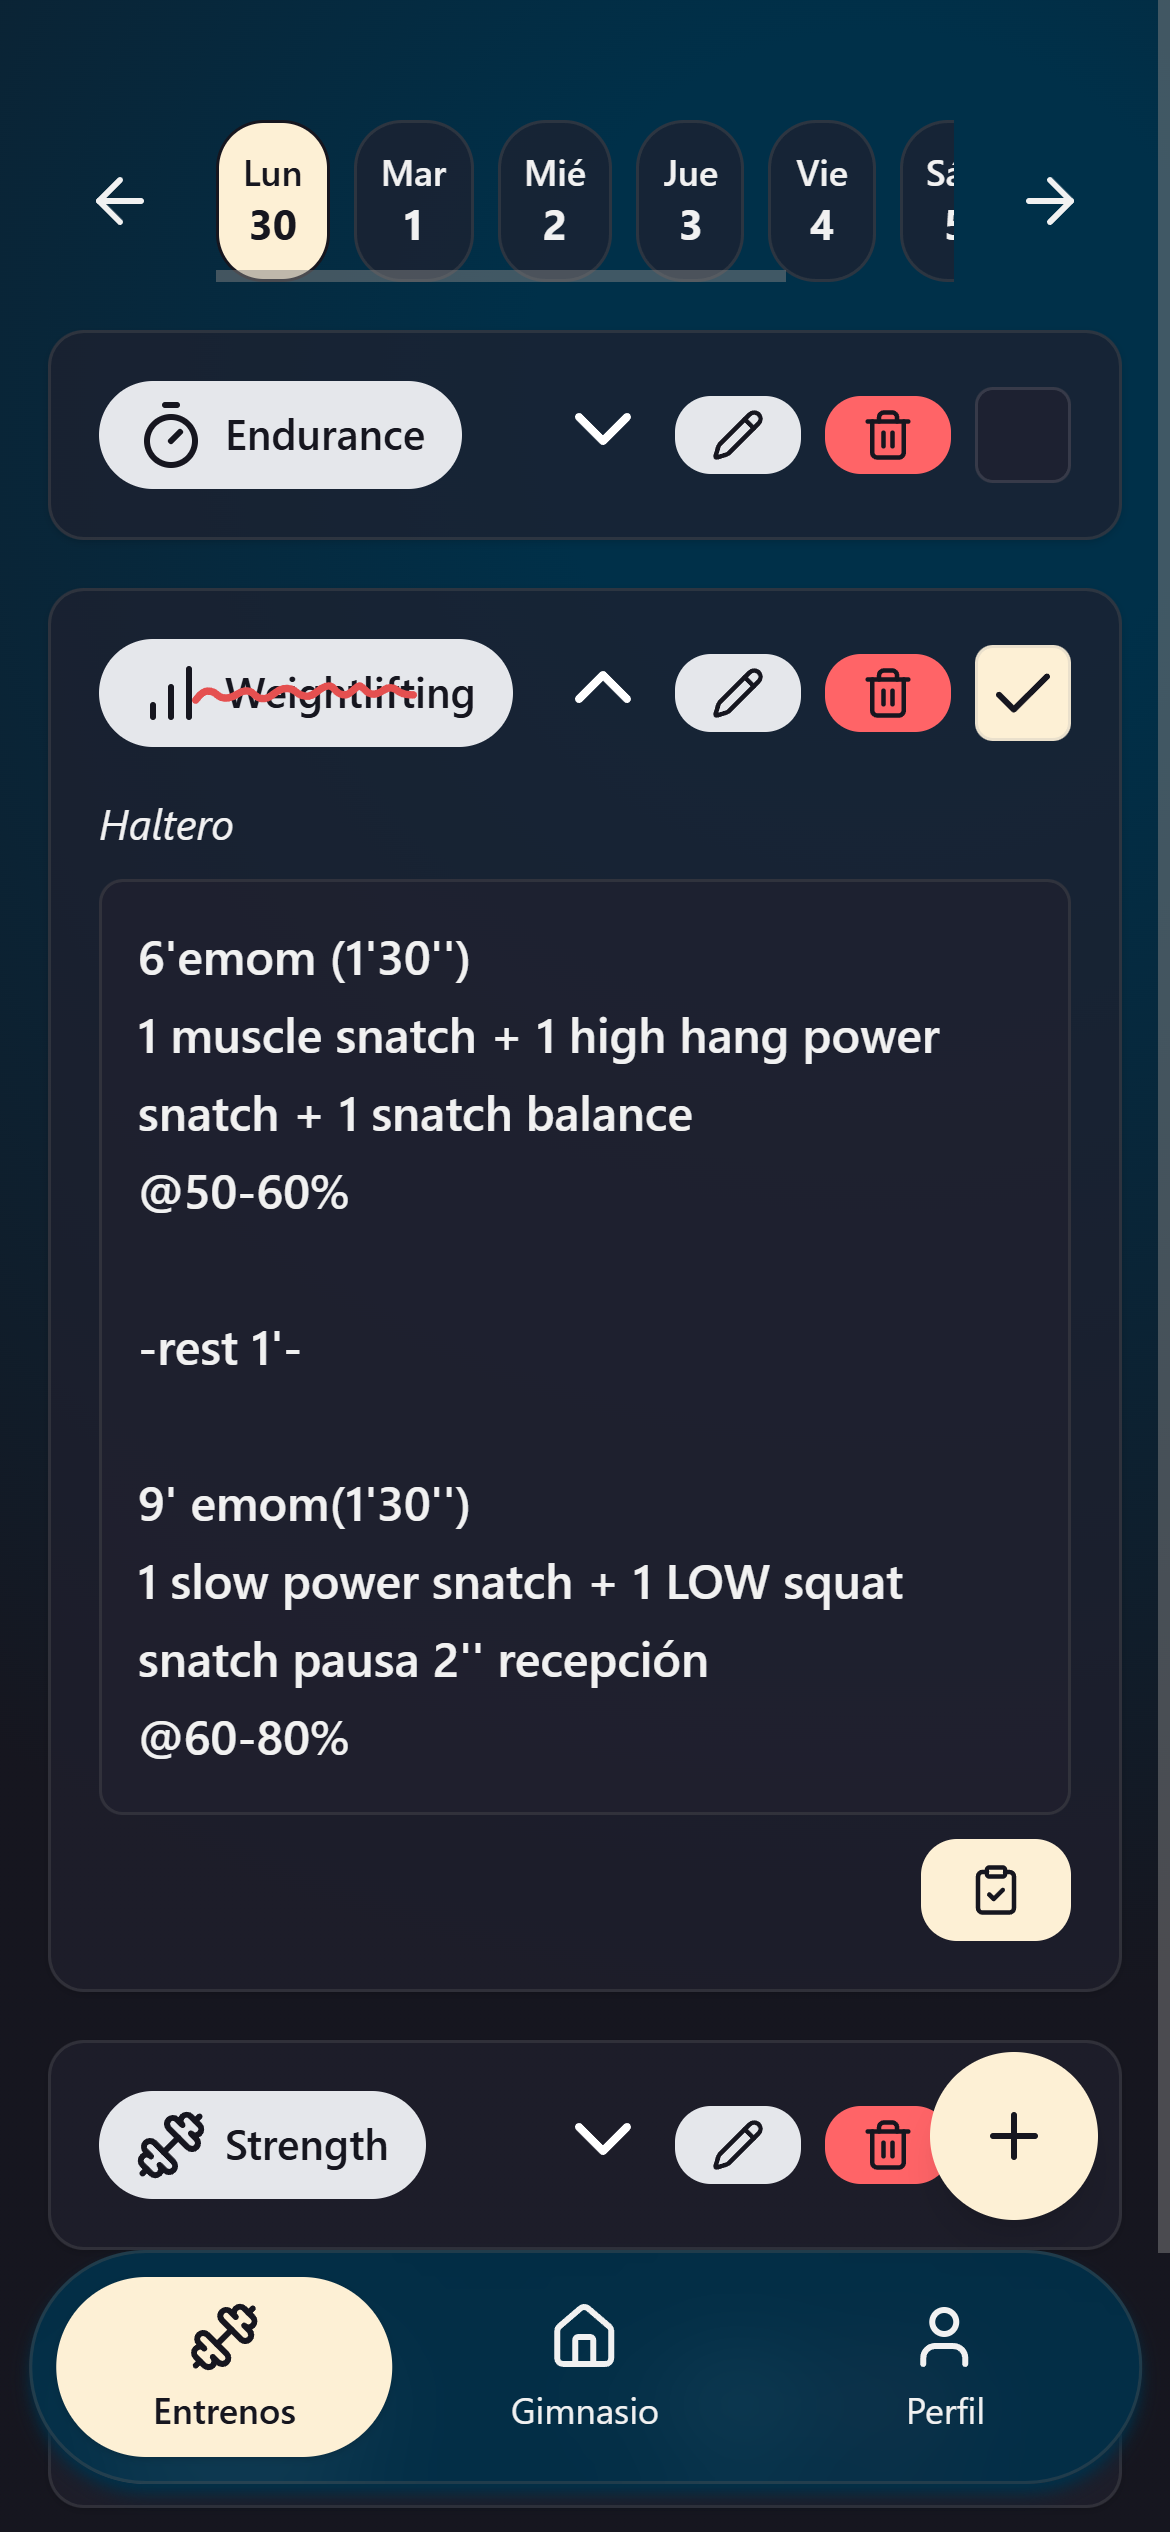 Lun
30
Mar
1
Mié
2
Jue
3
Vie
4
Endurance
Weightlifting
Haltero
6'emom (1'30'')
1 muscle snatch + 1 high hang power
snatch + 1 snatch balance
@50-60%
-rest 1'-
9' emom(1'30'')
1 slow power snatch + 1 LOW squat
snatch pausa 2'' recepción
@60-80%
Strength
Entrenos
Gimnasio
Perfil